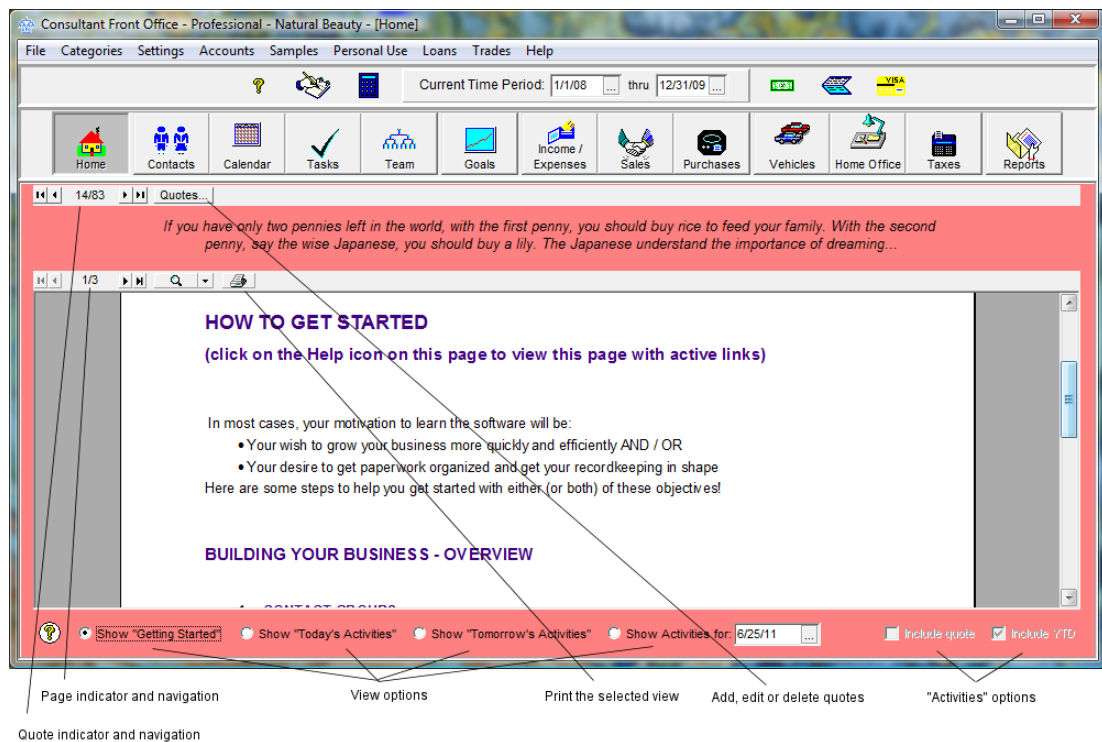 Consultant Front Office - Professional - Natural Beauty - [Home]
File Categories Settings Accounts Samples Personal Use Loans Trades Help
Current Time Period: 1/1/08 ... thru 12/31/09 ...
VISA
Home Contacts Calendar Tasks Team Goals Income / Expenses Sales Purchases Vehicles Home Office Taxes Reports
14/83 Quotes...
If you have only two pennies left in the world, with the first penny, you should buy rice to feed your family. With the second
penny, say the wise Japanese, you should buy a lily. The Japanese understand the importance of dreaming...
1/3
HOW TO GET STARTED
(click on the Help icon on this page to view this page with active links)
In most cases, your motivation to learn the software will be:
• Your wish to grow your business more quickly and efficiently AND / OR
• Your desire to get paperwork organized and get your recordkeeping in shape
Here are some steps to help you get started with either (or both) of these objectives!
BUILDING YOUR BUSINESS - OVERVIEW
Show "Getting Started" Show "Today's Activities" Show "Tomorrow's Activities" Show Activities for: 6/25/11 ... Include quote Include YTD
Page indicator and navigation View options Print the selected view Add, edit or delete quotes "Activities" options
Quote indicator and navigation